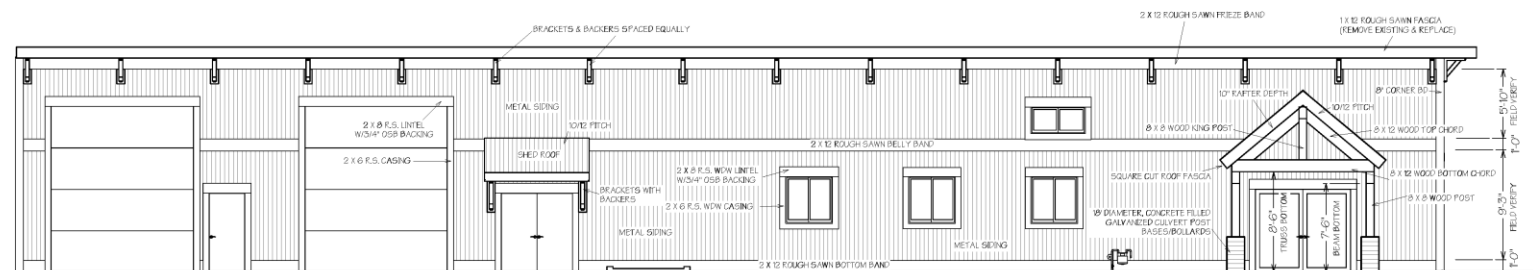 2 X 12 ROUGH SAWN FRIEZE BAND
1 X 12 ROUGH SAWN FASCIA
(REMOVE EXISTING & REPLACE)
BRACKETS & BACKERS SPACED EQUALLY
8" CORNER BD
10" RAFTER DEPTH
10/12 PITCH
METAL SIDING
2 X 8 R.S. LINTEL
W/3/4" OSB BACKING
10/12 PITCH
8 X 8 WOOD KING POST
8 X 12 WOOD TOP CHORD
2 X 12 ROUGH SAWN BELLY BAND
SHED ROOF
2 X 6 R.S. CASING
2 X 8 R.S. WDW LINTEL
W/3/4" OSB BACKING
SQUARE CUT ROOF FASCIA
8 X 12 WOOD BOTTOM CHORD
BRACKETS WITH
BACKERS
2 X 6 R.S. WDW CASING
8 X 8 WOOD POST
18" DIAMETER, CONCRETE FILLED
GALVANIZED CULVERT POST
BASES/BOLLARDS
METAL SIDING
METAL SIDING
2 X 12 ROUGH SAWN BOTTOM BAND
8'-6"
TRUSS BOTTOM
7'-6"
BEAM BOTTOM
5'-10"
FIELD VERIFY
1'-0"
9'-3"
FIELD VERIFY
1'-0"